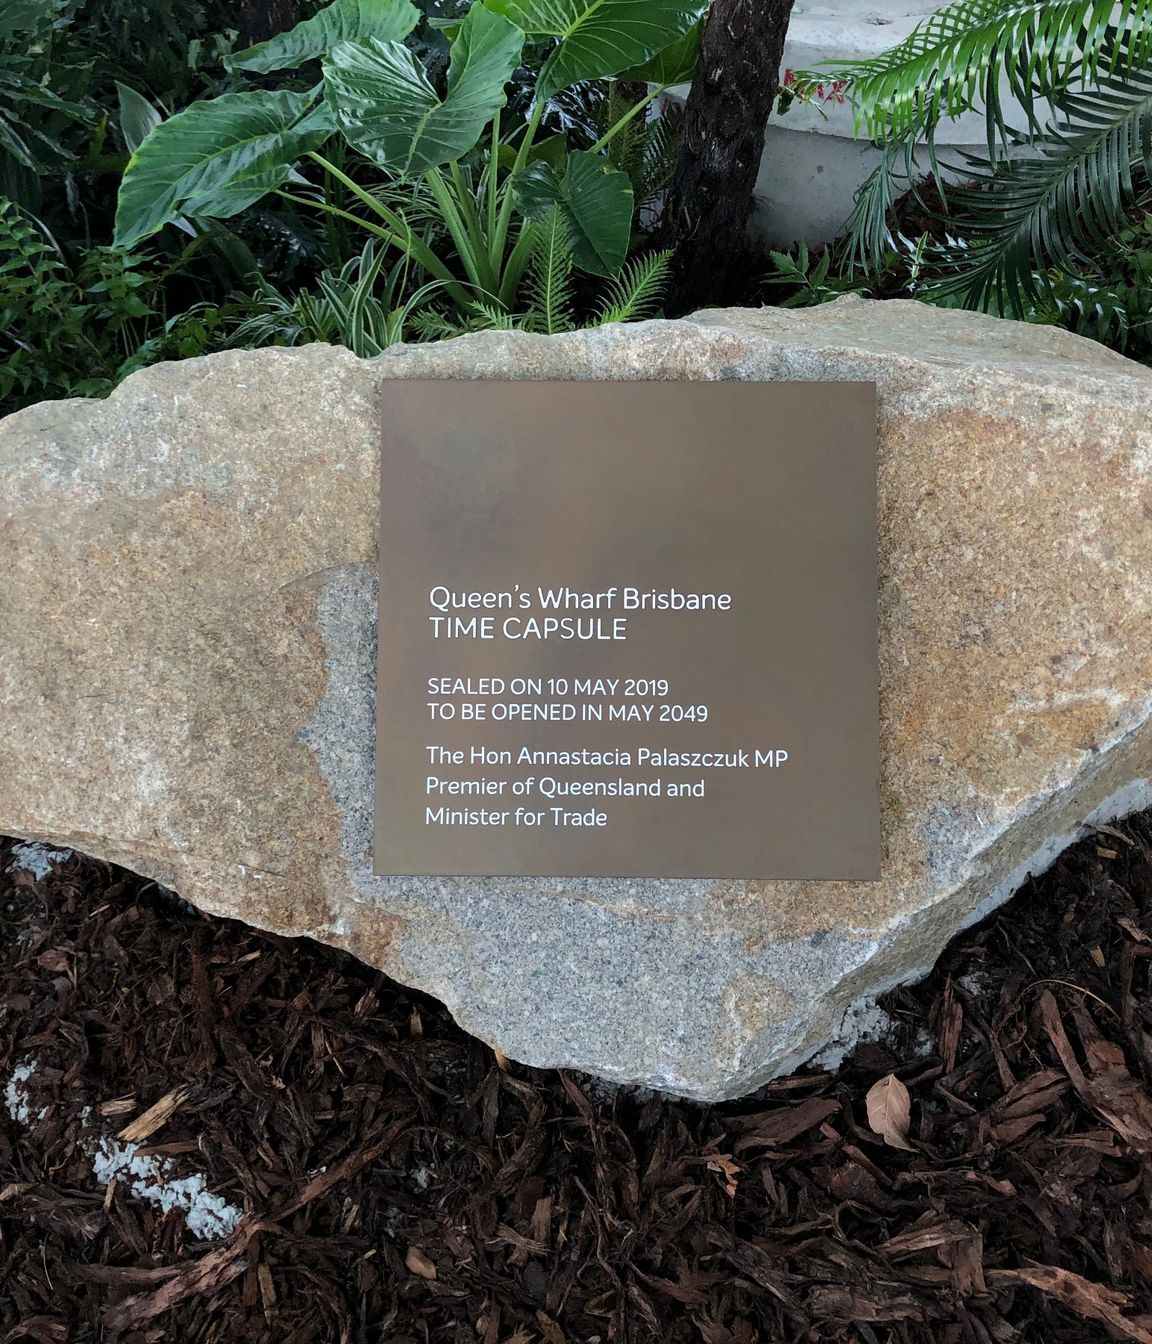 Queen's Wharf Brisbane
TIME CAPSULE
SEALED ON 10 MAY 2019
TO BE OPENED IN MAY 2049
The Hon Annastacia Palaszczuk MP
Premier of Queensland and
Minister for Trade